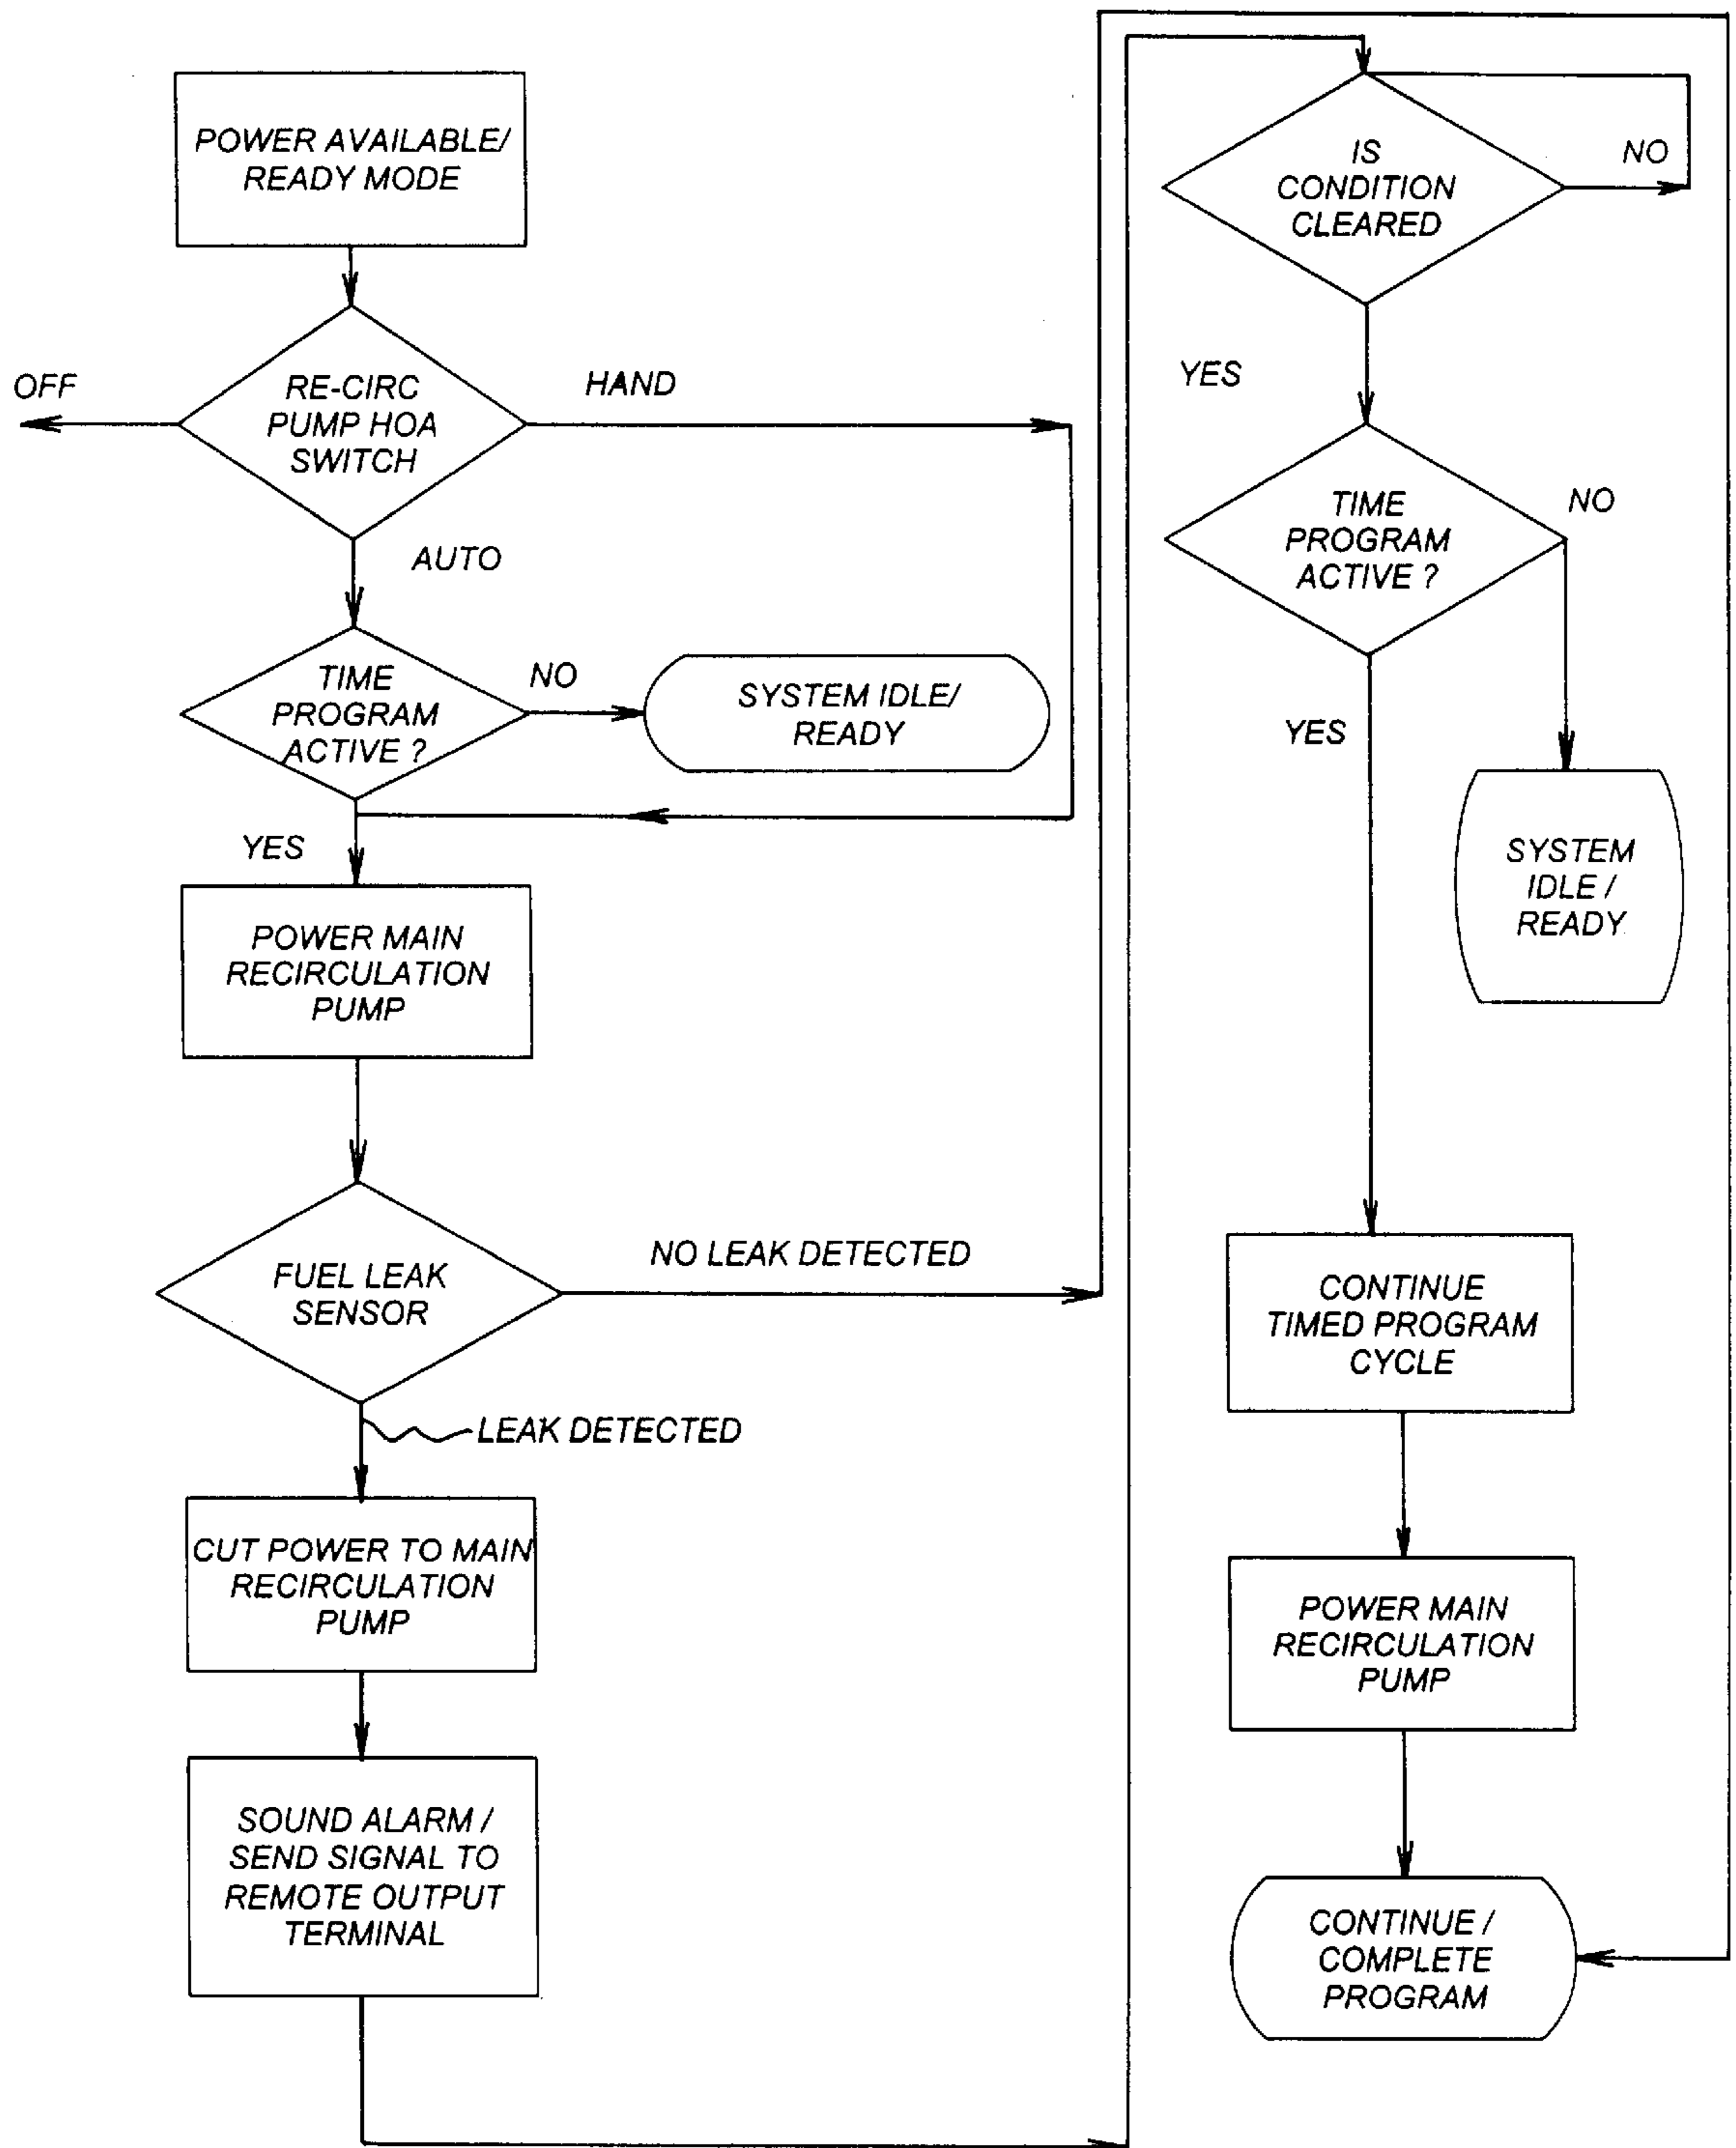 POWER AVAILABLE/
READY MODE
OFF
RE-CIRC
PUMP HOA
SWITCH
HAND
AUTO
TIME
PROGRAM
ACTIVE ?
NO
SYSTEM IDLE/
READY
YES
POWER MAIN
RECIRCULATION
PUMP
FUEL LEAK
SENSOR
NO LEAK DETECTED
LEAK DETECTED
CUT POWER TO MAIN
RECIRCULATION
PUMP
SOUND ALARM /
SEND SIGNAL TO
REMOTE OUTPUT
TERMINAL
IS
CONDITION
CLEARED
NO
YES
TIME
PROGRAM
ACTIVE ?
NO
SYSTEM
IDLE /
READY
YES
CONTINUE
TIMED PROGRAM
CYCLE
POWER MAIN
RECIRCULATION
PUMP
CONTINUE /
COMPLETE
PROGRAM